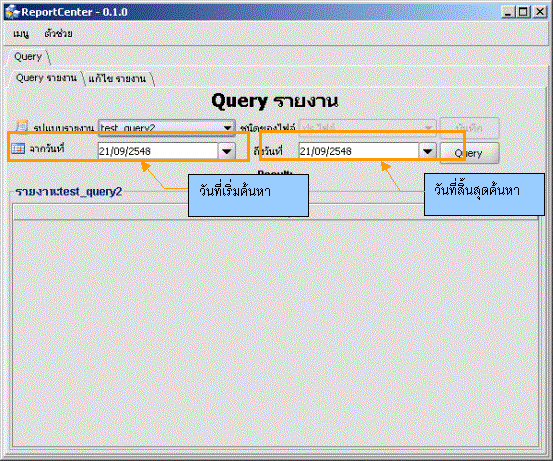 ReportCenter - 0.1.0
เมนู ตัวช่วย
Query
Query รายงาน แก้ไข รายงาน
Query รายงาน
รูปแบบรายงาน test_query2 ชนิดของไฟล์ xls ไฟล์ บันทึก
จากวันที่ 21/09/2548 ถึงวันที่ 21/09/2548 Query
วันที่เริ่มค้นหา วันที่สิ้นสุดค้นหา
รายงาน:test_query2